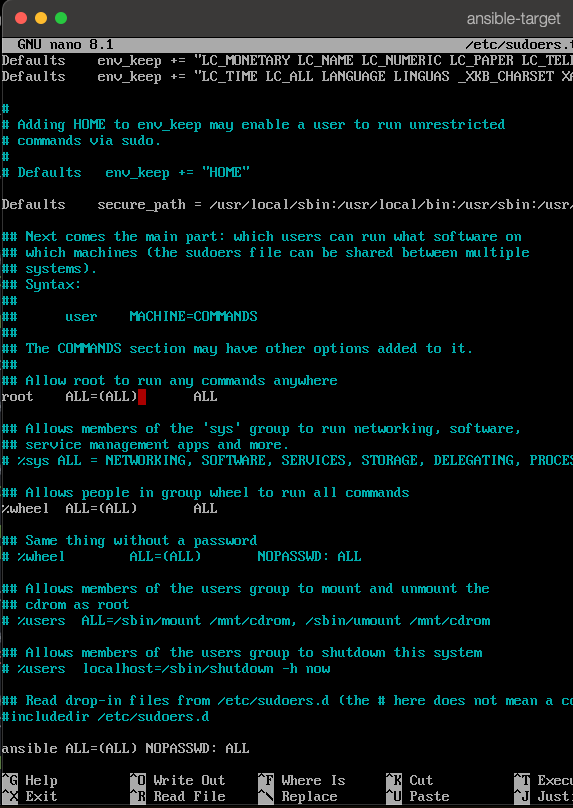 ansible-target
GNU nano 8.1 /etc/sudoers.t
Defaults env_keep += "LC_MONETARY LC_NAME LC_NUMERIC LC_PAPER LC_TELE
Defaults env_keep += "LC_TIME LC_ALL LANGUAGE LINGUAS _XKB_CHARSET XA
#
# Adding HOME to env_keep may enable a user to run unrestricted
# commands via sudo.
#
# Defaults env_keep += "HOME"
Defaults secure_path = /usr/local/sbin:/usr/local/bin:/usr/sbin:/usr/
## Next comes the main part: which users can run what software on
## which machines (the sudoers file can be shared between multiple
## systems).
## Syntax:
##
## user MACHINE=COMMANDS
##
## The COMMANDS section may have other options added to it.
##
## Allow root to run any commands anywhere
root ALL=(ALL) ALL
## Allows members of the 'sys' group to run networking, software,
## service management apps and more.
# %sys ALL = NETWORKING, SOFTWARE, SERVICES, STORAGE, DELEGATING, PROCES
## Allows people in group wheel to run all commands
%wheel ALL=(ALL) ALL
## Same thing without a password
# %wheel ALL=(ALL) NOPASSWD: ALL
## Allows members of the users group to mount and unmount the
## cdrom as root
# %users ALL=/sbin/mount /mnt/cdrom, /sbin/umount /mnt/cdrom
## Allows members of the users group to shutdown this system
# %users localhost=/sbin/shutdown -h now
## Read drop-in files from /etc/sudoers.d (the # here does not mean a co
#includedir /etc/sudoers.d
ansible ALL=(ALL) NOPASSWD: ALL
^G Help ^O Write Out ^F Where Is ^K Cut ^T Execu
^X Exit ^R Read File ^\ Replace ^U Paste ^J Just